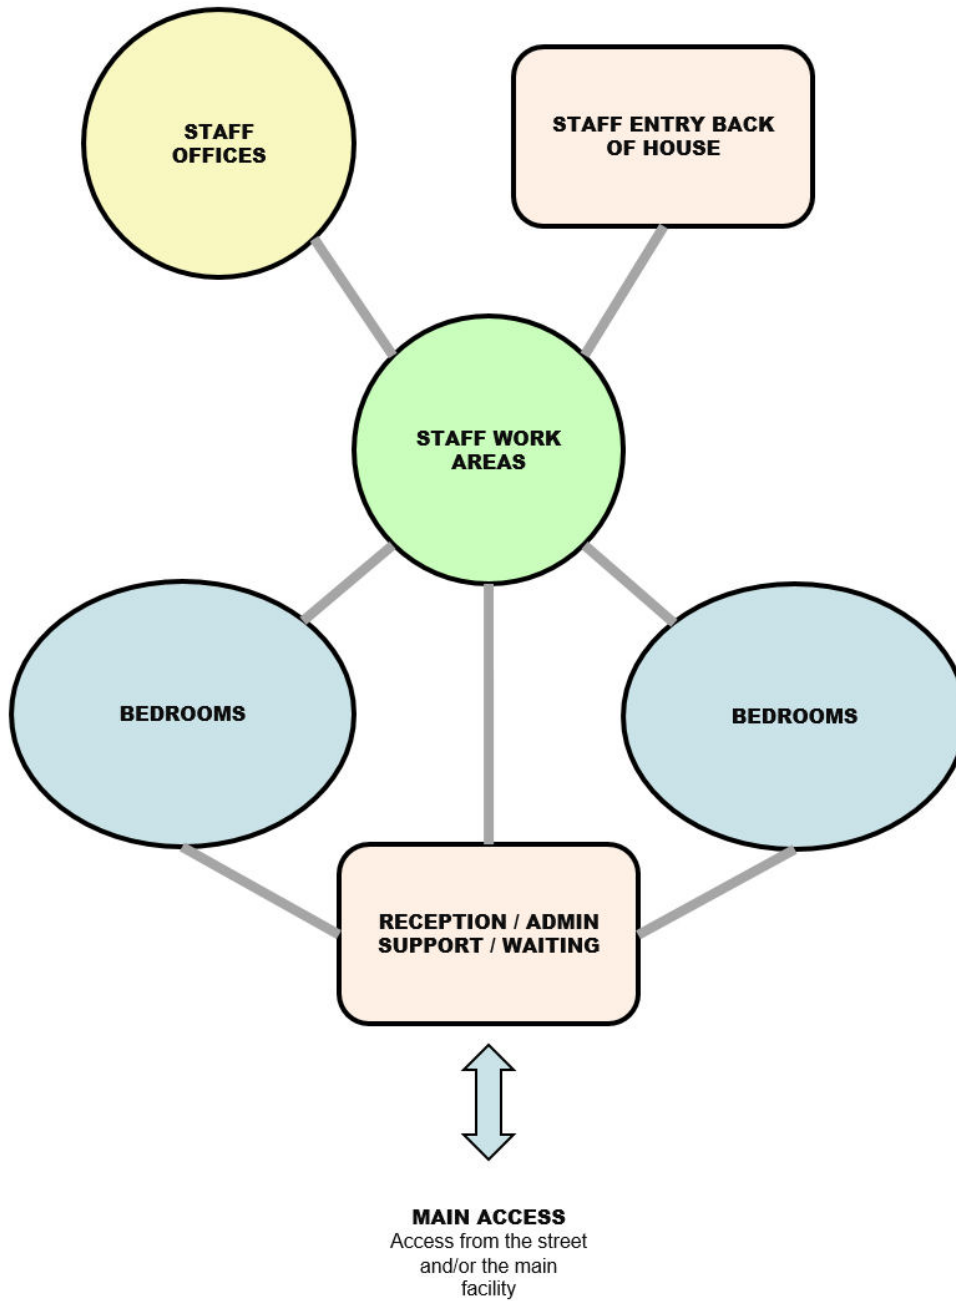 STAFF
OFFICES
STAFF ENTRY BACK
OF HOUSE
STAFF WORK
AREAS
BEDROOMS
BEDROOMS
RECEPTION / ADMIN
SUPPORT / WAITING
MAIN ACCESS
Access from the street
and/or the main
facility